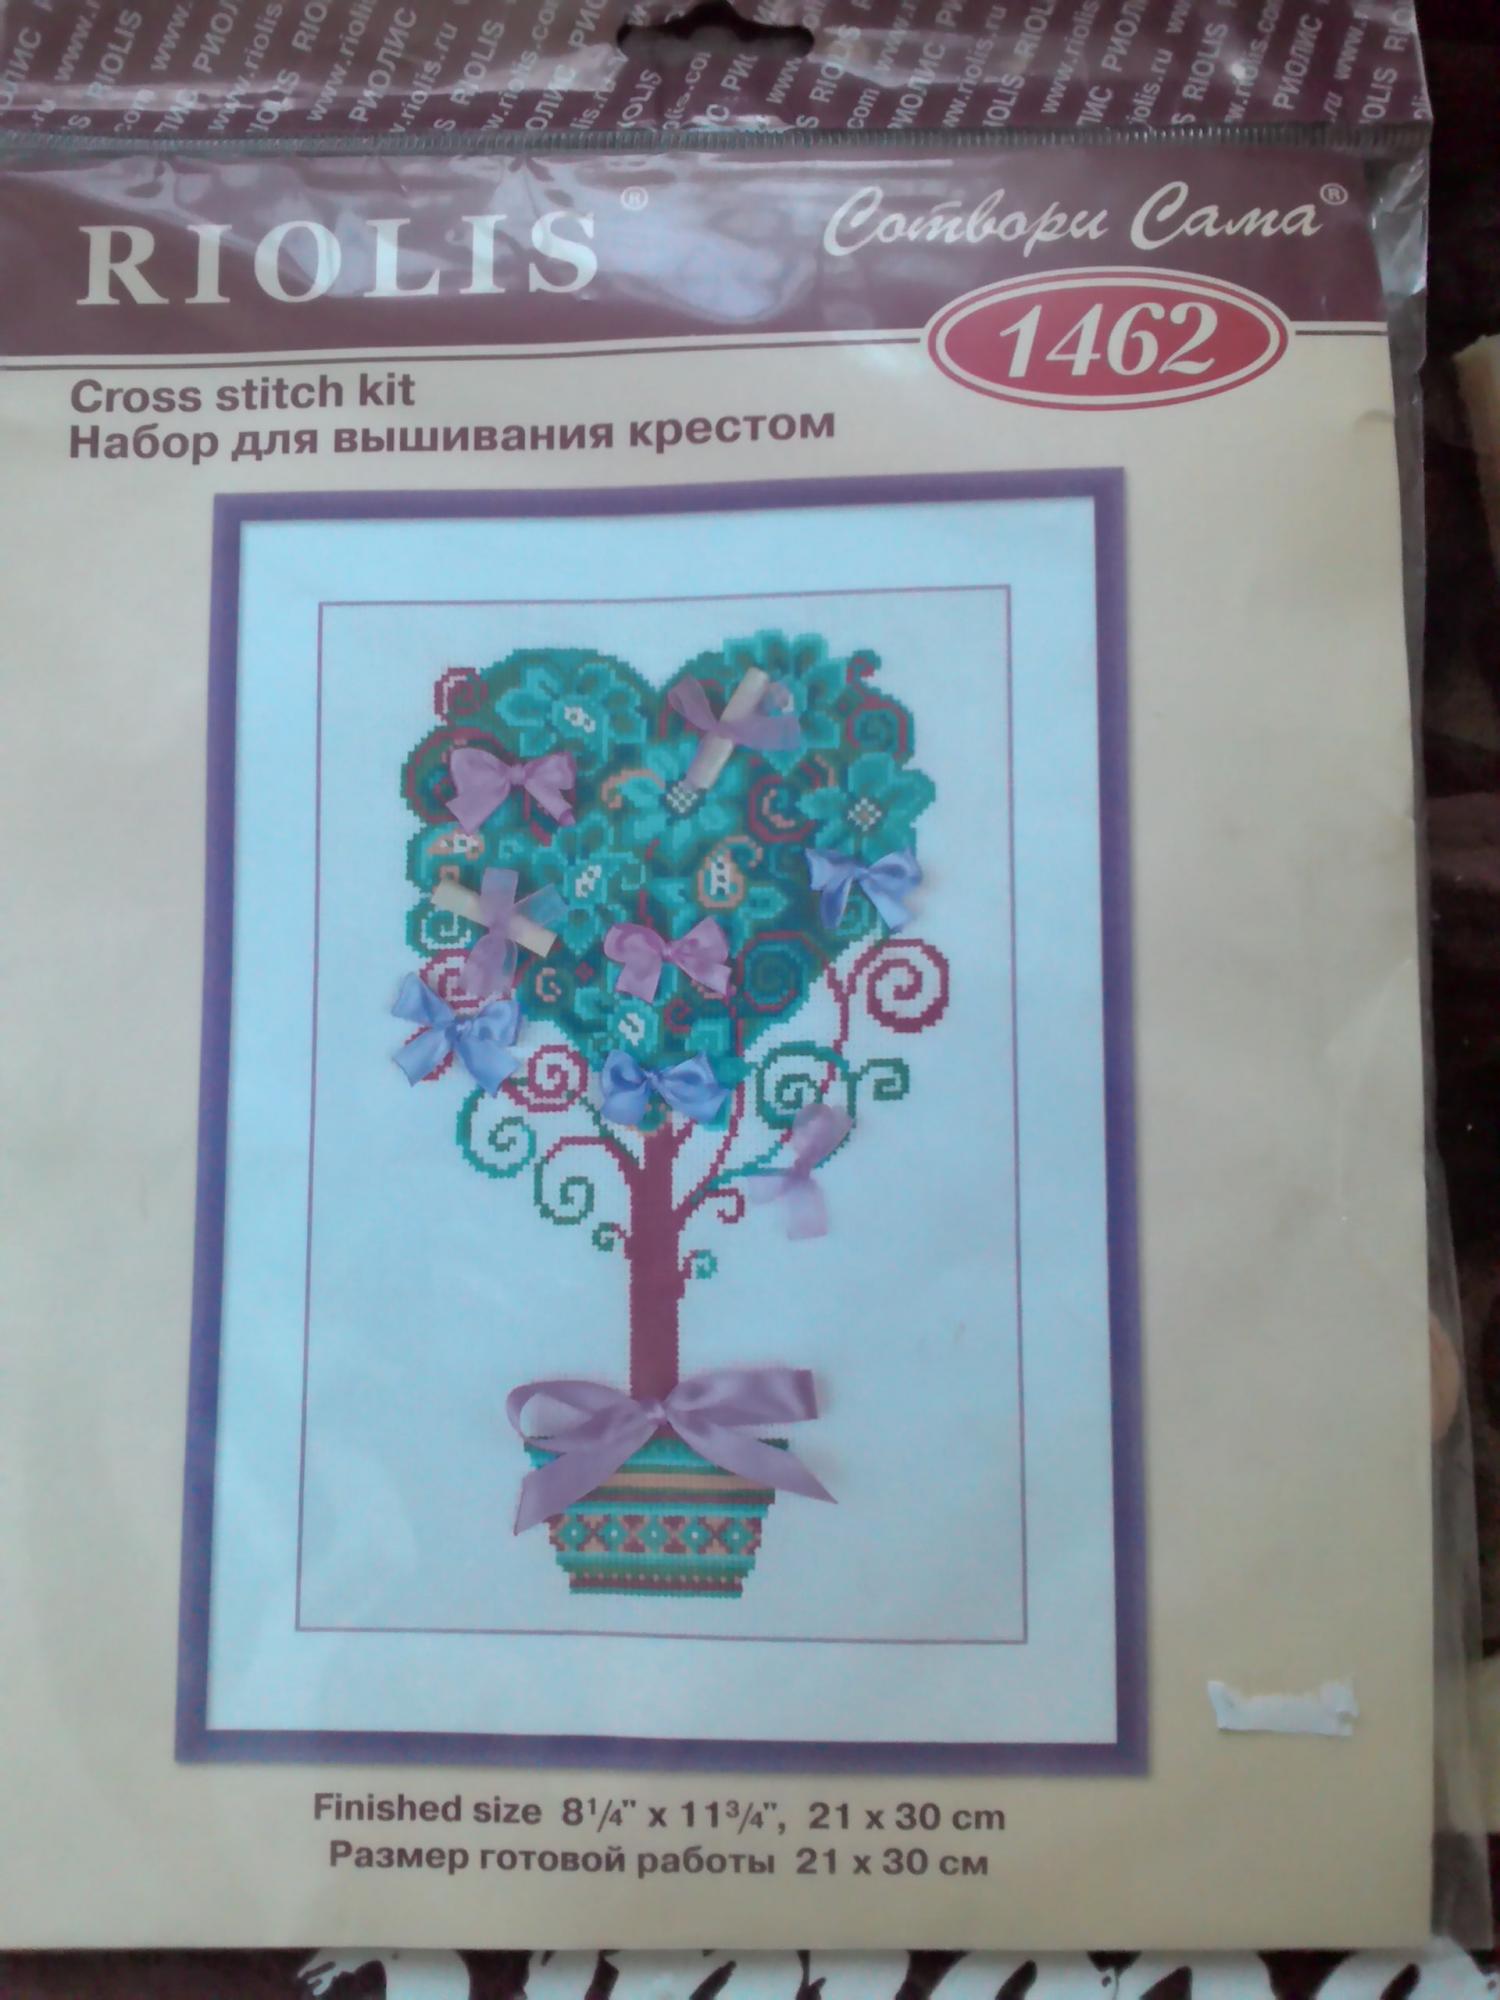 RIOLIS®
Сотвори Сама®
1462
Cross stitch kit
Набор для вышивания крестом
Finished size 8¹/₄" x 11³/₄", 21 x 30 cm
Размер готовой работы 21 x 30 см